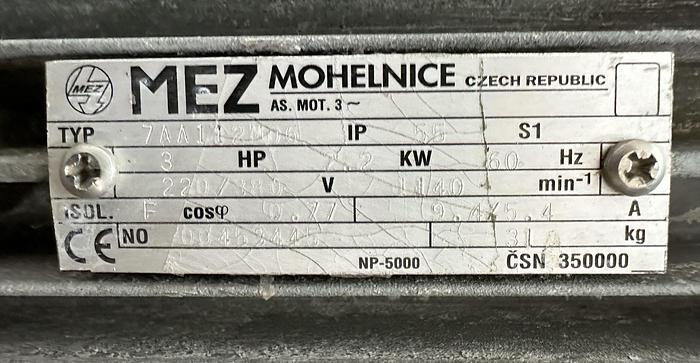 MEZ MEZ MOHELNICE CZECH REPUBLIC
AS. MOT. 3~
TYP 7AA112M06 IP 55 S1
3 HP 2.2 KW 60 Hz
220/380 V 1140 min-1
ISOL. F cosφ 0.77 9.4/5.4 A
CE NO kg
NP-5000 ČSN 350000